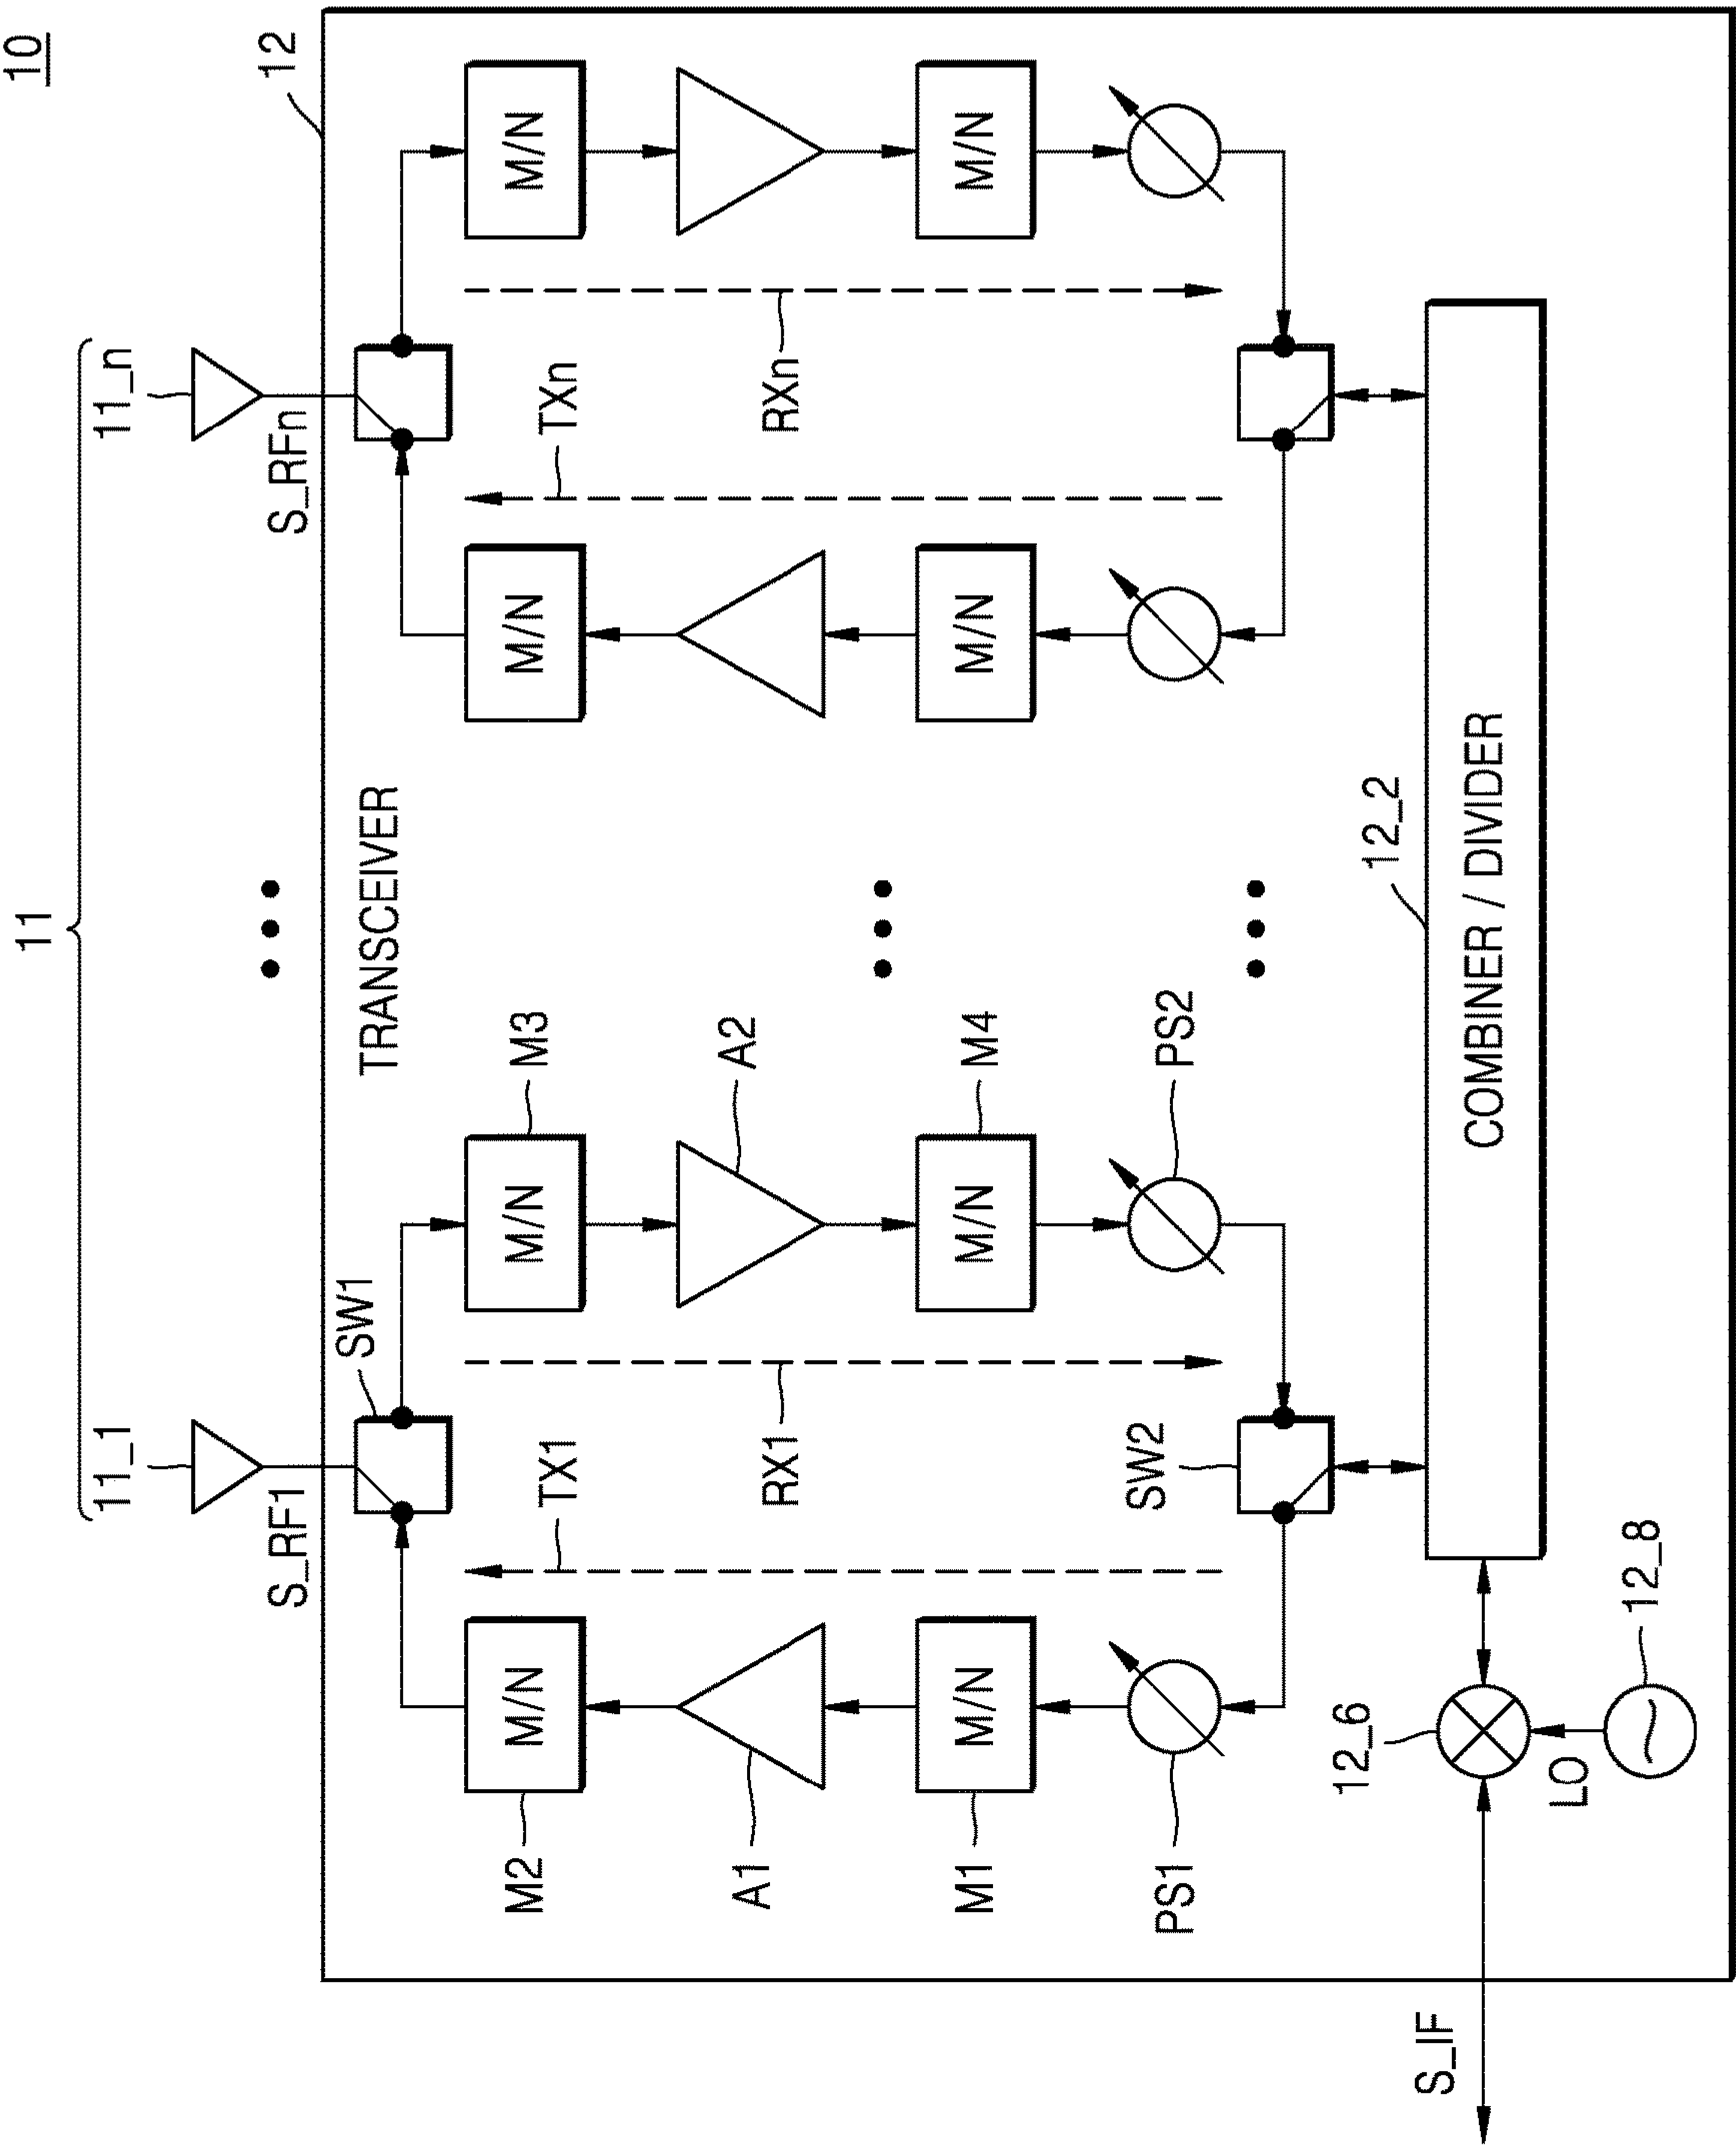 10
11
11_1
11_n
S_RF1
S_RFn
12
TRANSCEIVER
SW1
M2
M/N
M/N
M3
M/N
M/N
TX1
RX1
TXn
RXn
A1
A2
M1
M/N
M/N
M4
M/N
M/N
PS1
PS2
SW2
12_2
COMBINER / DIVIDER
12_6
LO
12_8
S_IF